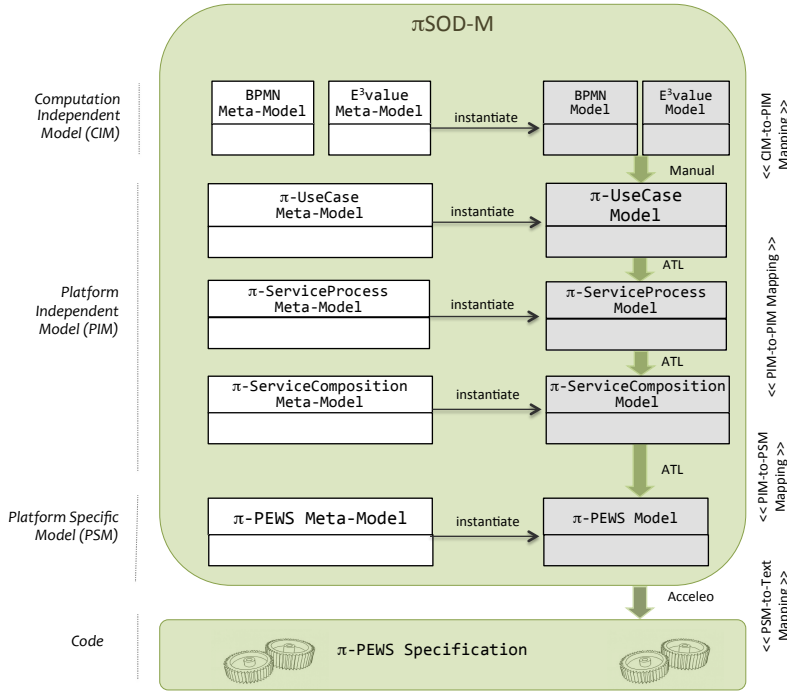 πSOD-M
Computation
Independent
Model (CIM)
BPMN
Meta-Model
E³value
Meta-Model
instantiate
BPMN
Model
E³value
Model
<< CIM-to-PIM
Mapping >>
Manual
π-UseCase
Meta-Model
instantiate
π-UseCase
Model
ATL
Platform
Independent
Model (PIM)
π-ServiceProcess
Meta-Model
instantiate
π-ServiceProcess
Model
<< PIM-to-PIM Mapping >>
ATL
π-ServiceComposition
Meta-Model
instantiate
π-ServiceComposition
Model
ATL
<< PIM-to-PSM
Mapping >>
Platform Specific
Model (PSM)
π-PEWS Meta-Model
instantiate
π-PEWS Model
Acceleo
<< PSM-to-Text
Mapping >>
Code
π-PEWS Specification